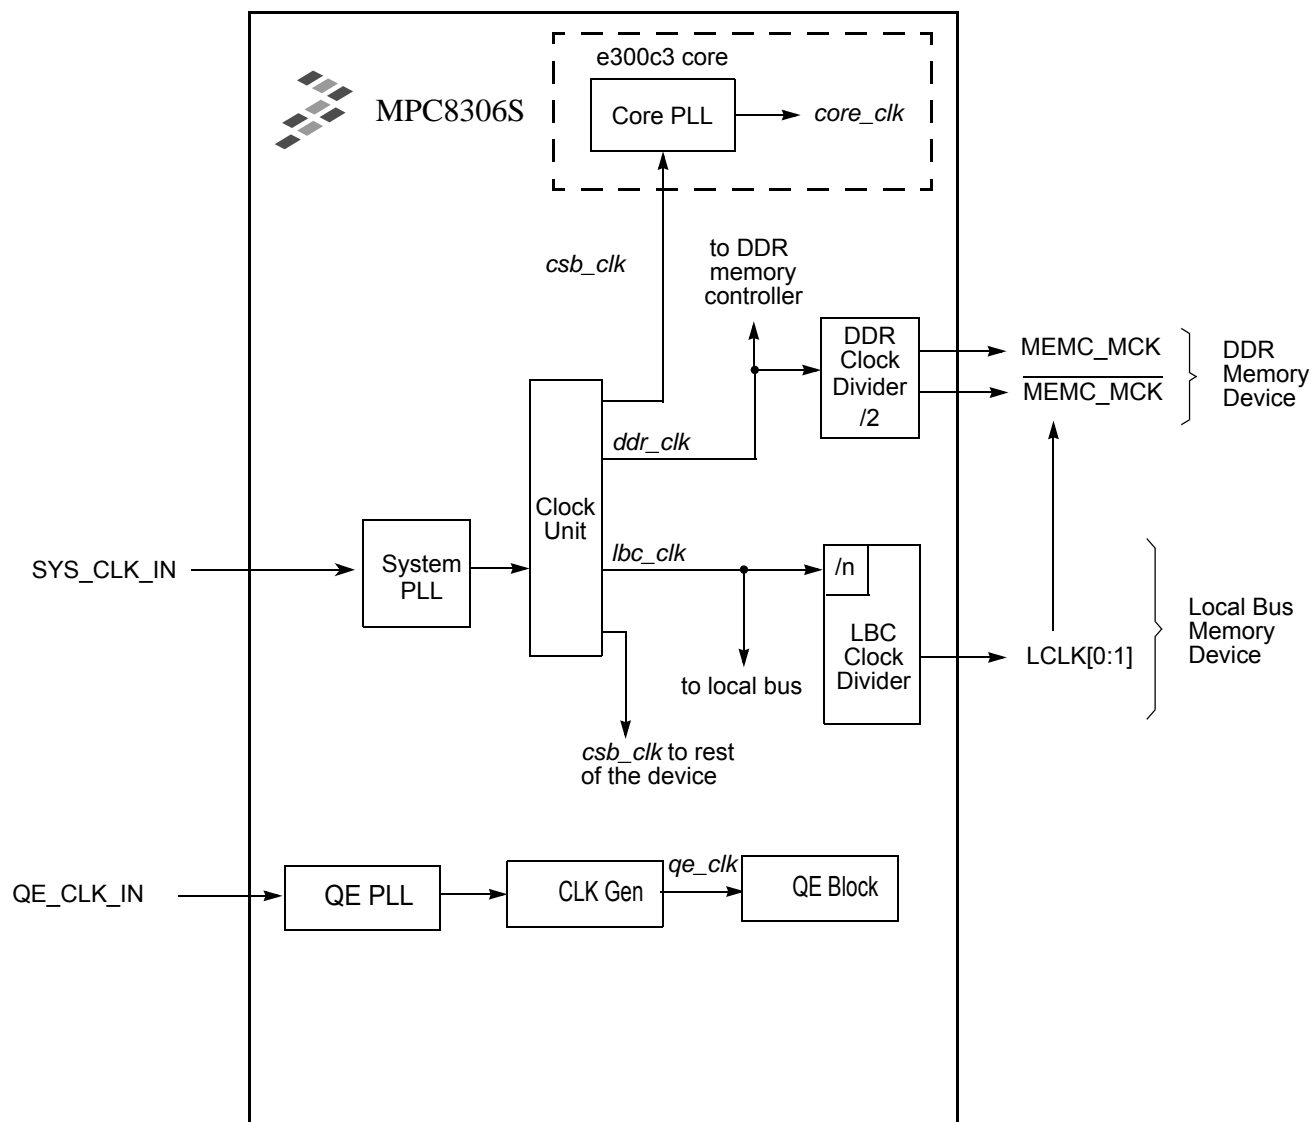 e300c3 core
MPC8306S
Core PLL
core_clk
csb_clk
to DDR
memory
controller
DDR
Clock
Divider
/2
MEMC_MCK
MEMC_MCK
DDR
Memory
Device
ddr_clk
Clock
Unit
SYS_CLK_IN
System
PLL
lbc_clk
/n
LBC
Clock
Divider
LCLK[0:1]
Local Bus
Memory
Device
to local bus
csb_clk to rest
of the device
QE_CLK_IN
QE PLL
CLK Gen
qe_clk
QE Block